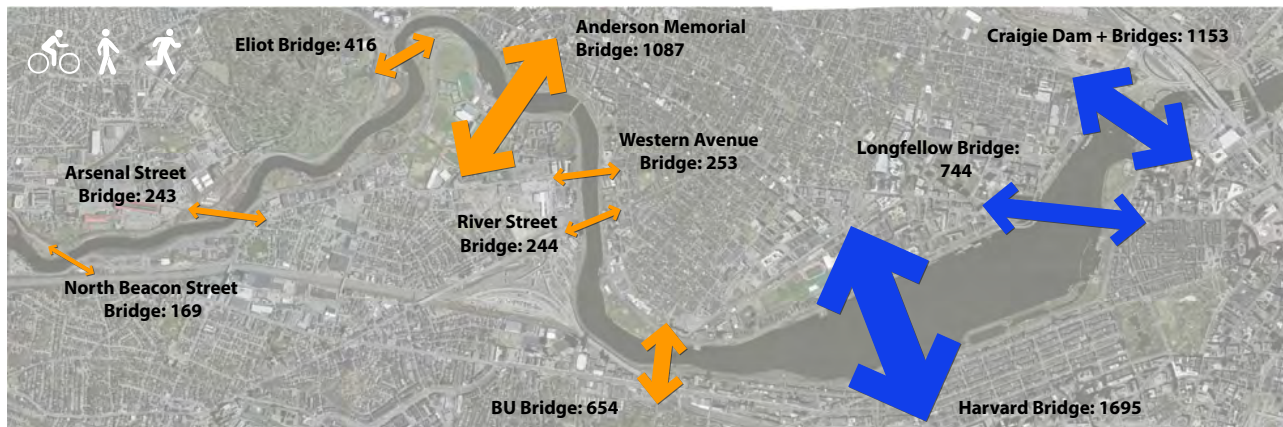 Eliot Bridge: 416
Anderson Memorial
Bridge: 1087
Craigie Dam + Bridges: 1153
Western Avenue
Bridge: 253
Longfellow Bridge:
744
Arsenal Street
Bridge: 243
River Street
Bridge: 244
North Beacon Street
Bridge: 169
BU Bridge: 654
Harvard Bridge: 1695